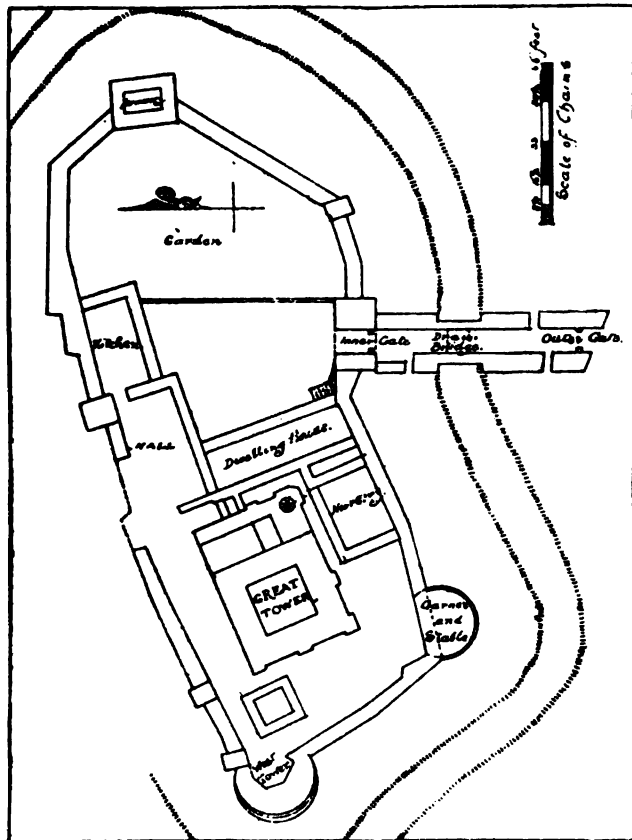 Scale of Chains
Garden
Kitchen
Inner Gate
Draw-
Bridge.
Outer Gate.
HALL
Dwelling House.
Nursery
GREAT
TOWER
Garner
and
Stable